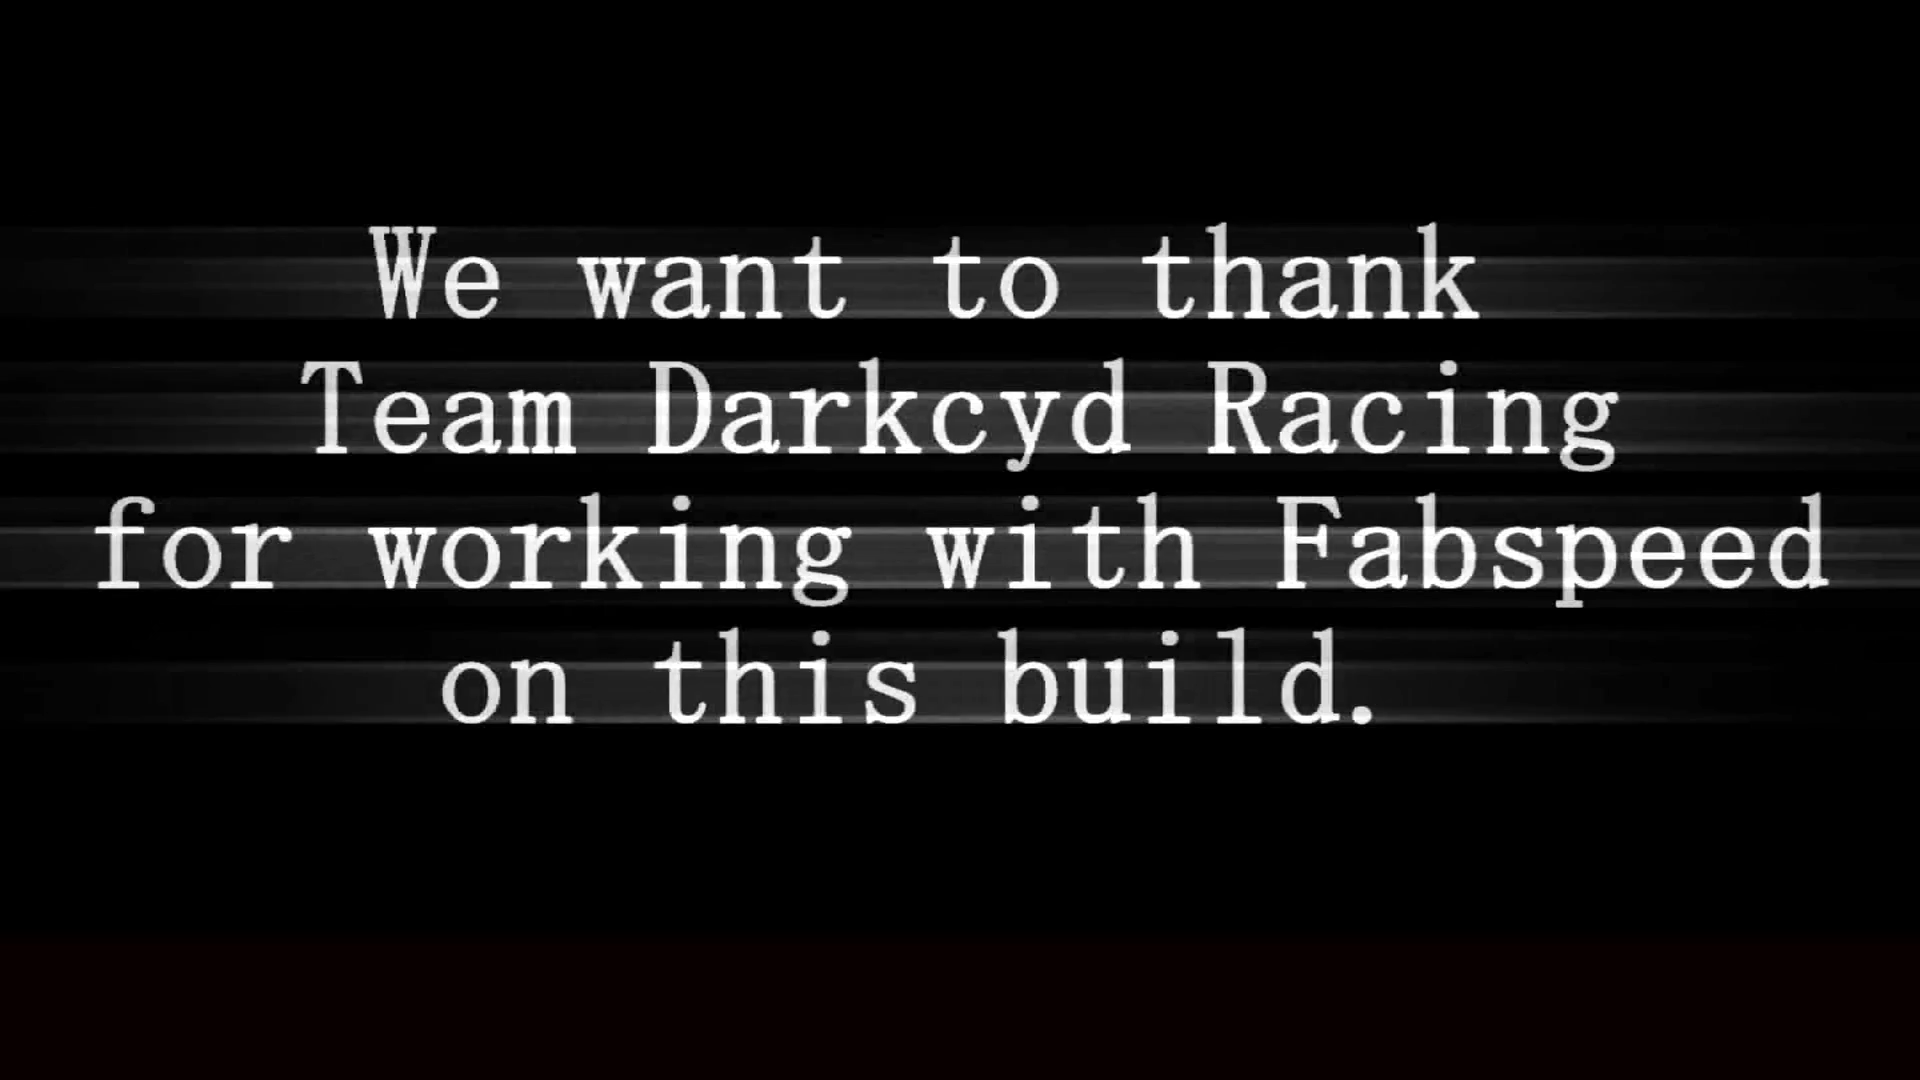 We want to thank
Team Darkcyd Racing
for working with Fabspeed
on this build.